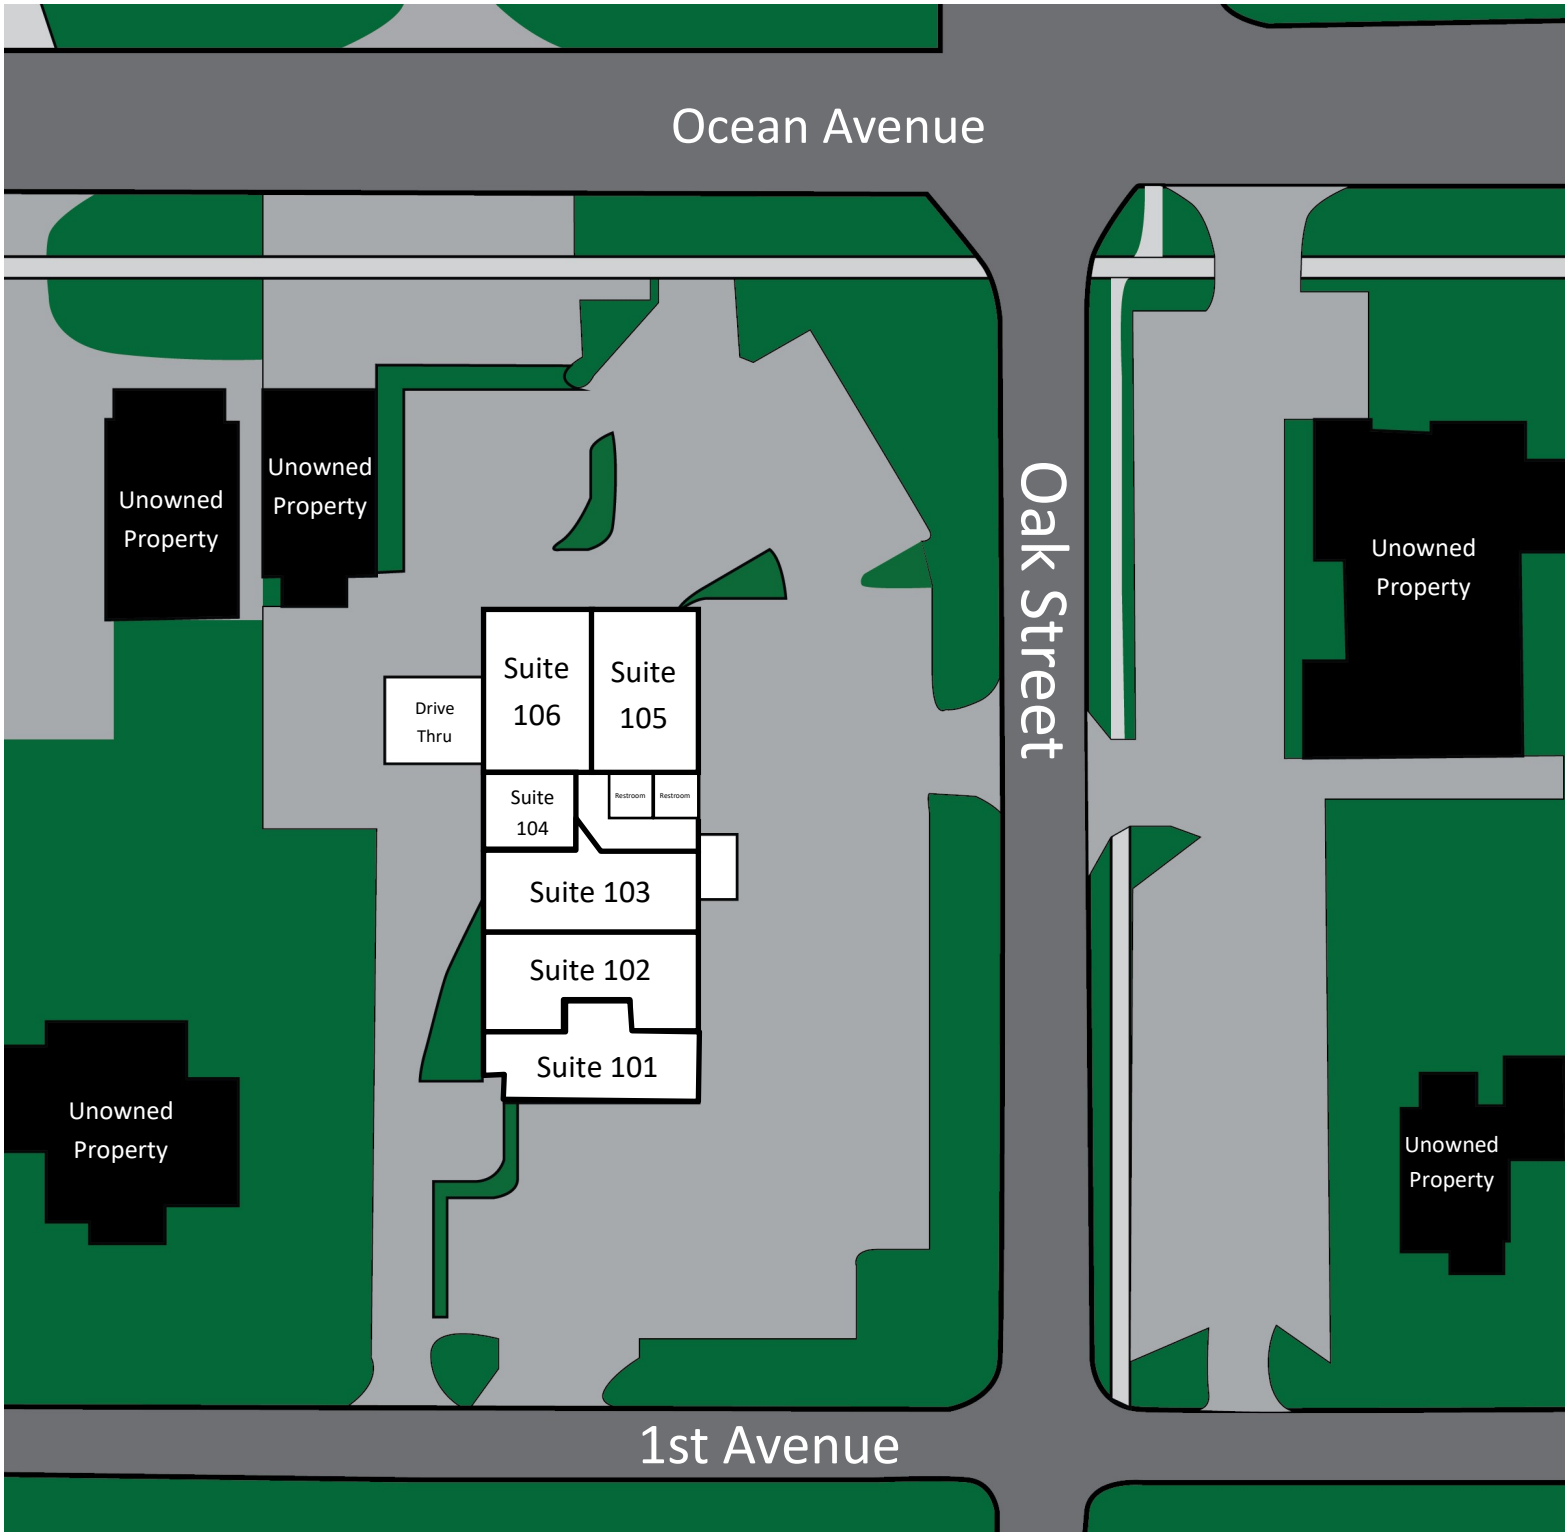 Ocean Avenue
Unowned
Property
Unowned
Property
Oak Street
Unowned
Property
Suite
106
Suite
105
Drive
Thru
Suite
104
Restroom
Restroom
Suite 103
Suite 102
Suite 101
Unowned
Property
Unowned
Property
1st Avenue